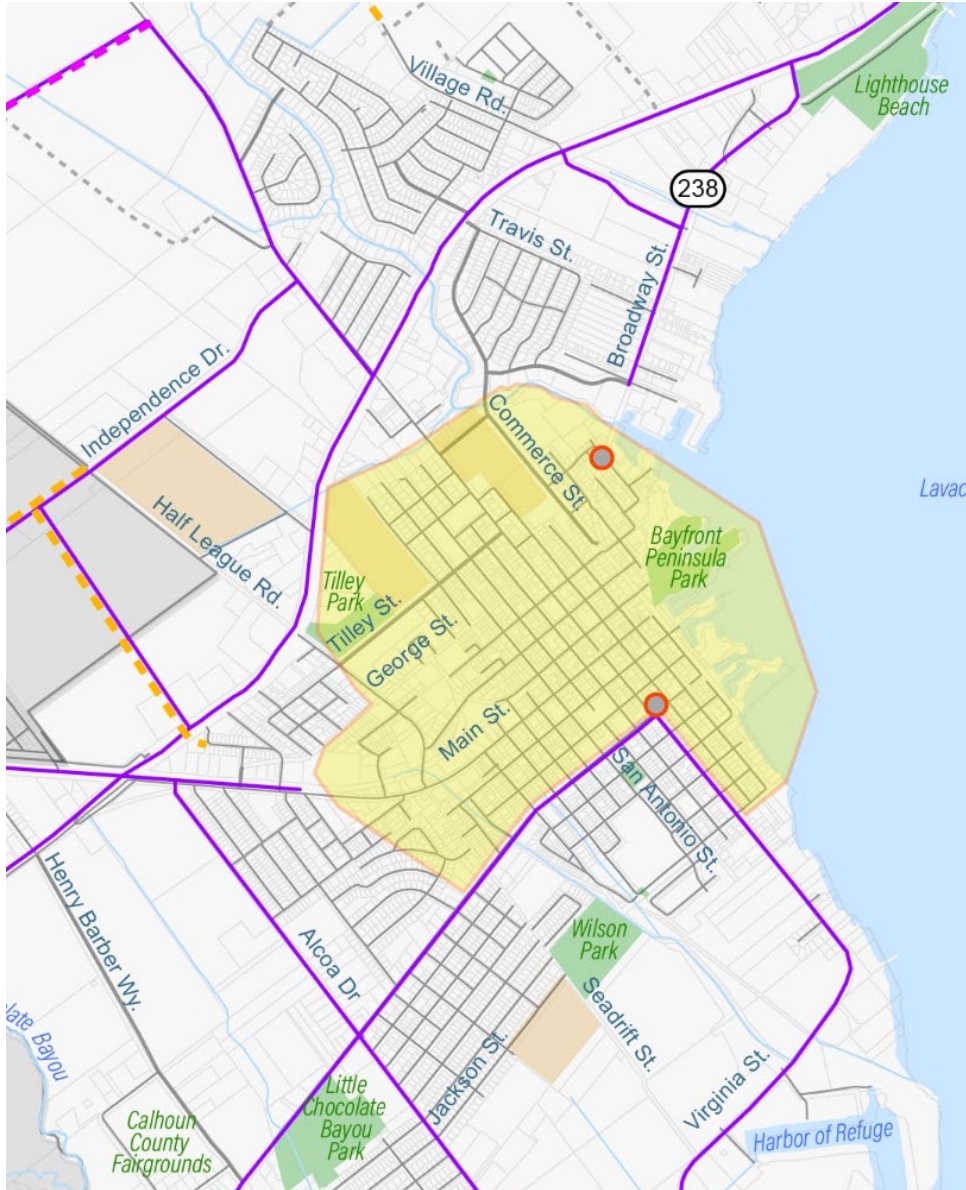 Village Rd.
Lighthouse
Beach
238
Travis St.
Broadway St.
Independence Dr.
Commerce St.
Half League Rd.
Lavac
Bayfront
Peninsula
Park
Tilley
Park
Tilley St.
George St.
Main St.
San Antonio St.
Henry Barber Wy.
Alcoa Dr
Wilson
Park
Seadrift St.
late Bayou
Jackson St.
Virginia St.
Little
Chocolate
Bayou
Park
Calhoun
County
Fairgrounds
Harbor of Refuge